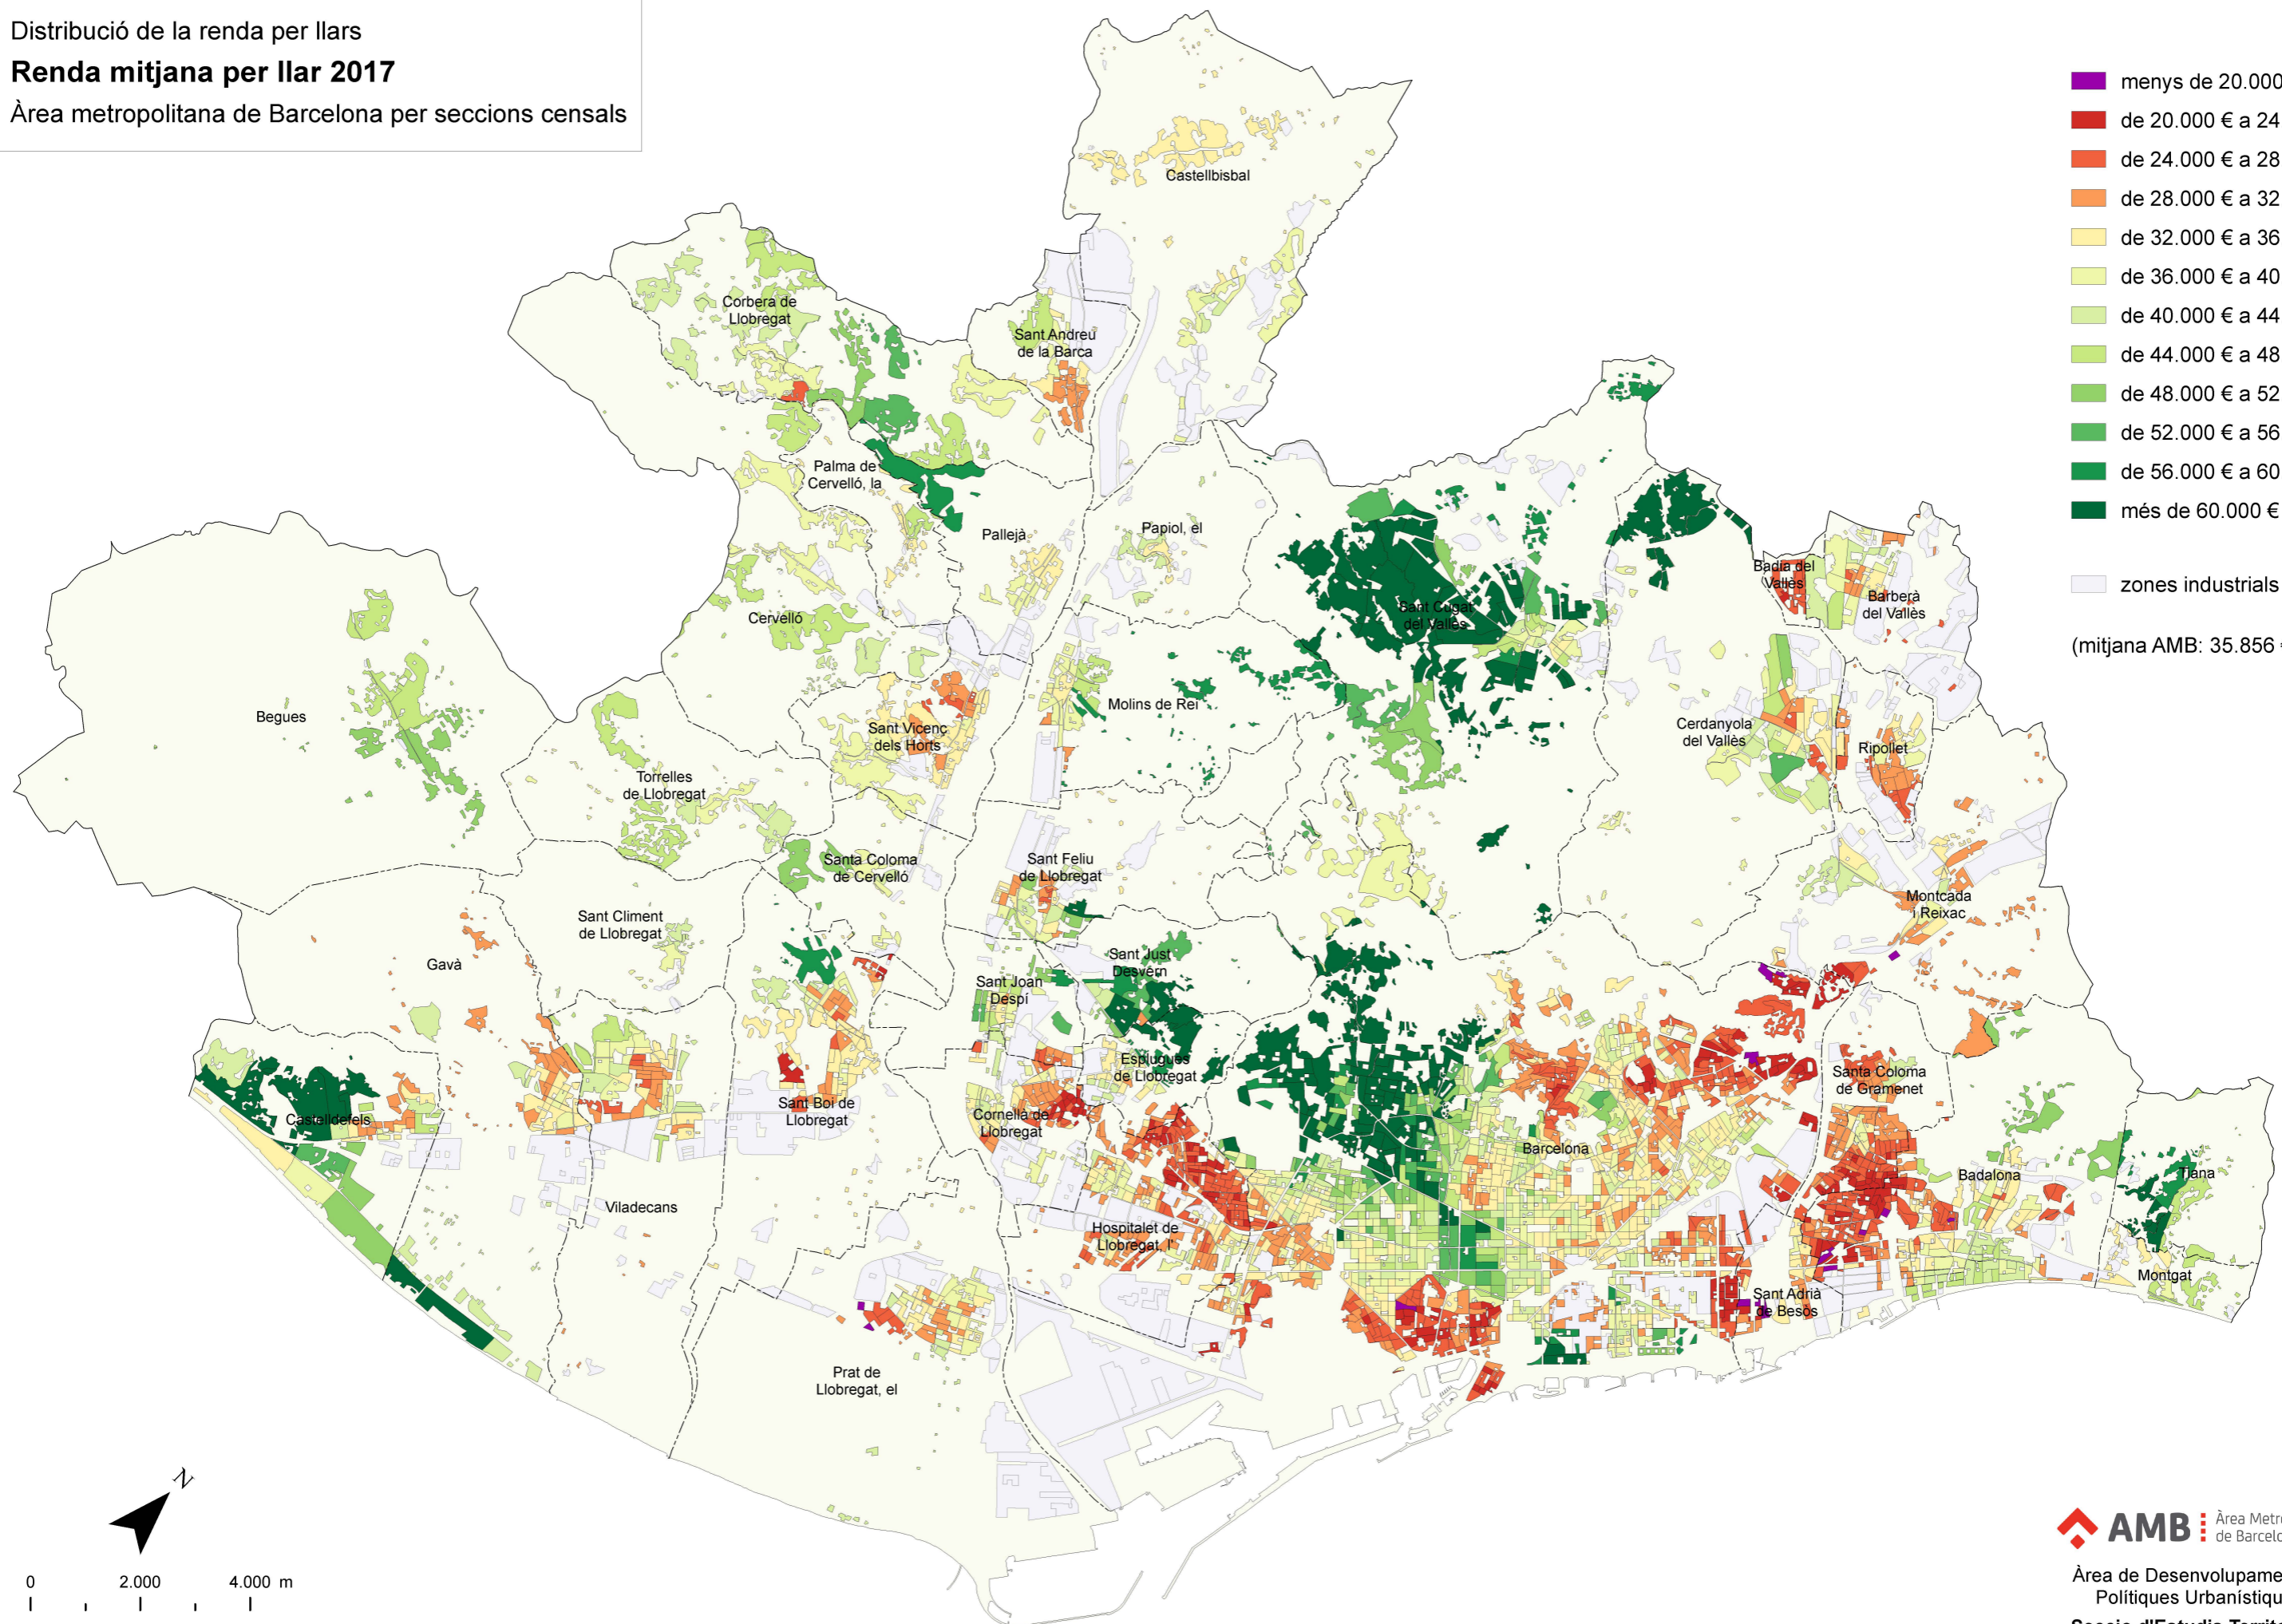 Distribució de la renda per llars
Renda mitjana per llar 2017
Àrea metropolitana de Barcelona per seccions censals
menys de 20.000
de 20.000 € a 24
de 24.000 € a 28
de 28.000 € a 32
de 32.000 € a 36
de 36.000 € a 40
de 40.000 € a 44
de 44.000 € a 48
de 48.000 € a 52
de 52.000 € a 56
de 56.000 € a 60
més de 60.000 €
zones industrials
(mitjana AMB: 35.856
Castellbisbal
Corbera de
Llobregat
Sant Andreu
de la Barca
Palma de
Cervelló, la
Pallejà
Papiol, el
Sant Cugat
del Vallès
Badia del
Vallès
Barberà
del Vallès
Cervelló
Begues
Molins de Rei
Sant Vicenç
dels Horts
Cerdanyola
del Vallès
Ripollet
Torrelles
de Llobregat
Santa Coloma
de Cervelló
Sant Feliu
de Llobregat
Montcada
i Reixac
Sant Climent
de Llobregat
Gavà
Sant Just
Desvern
Sant Joan
Despí
Esplugues
de Llobregat
Santa Coloma
de Gramenet
Castelldefels
Sant Boi de
Llobregat
Cornellà de
Llobregat
Barcelona
Badalona
Tiana
Viladecans
Hospitalet de
Llobregat, l'
Montgat
Sant Adrià
de Besòs
Prat de
Llobregat, el
N
0 2.000 4.000 m
AMB
Àrea Metr
de Barcel
Àrea de Desenvolupame
Polítiques Urbanístiqu